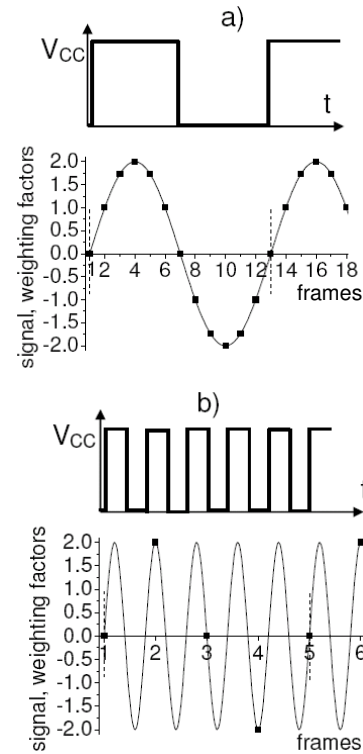 a)
V_CC
t
signal, weighting factors
2.0
1.5
1.0
0.5
0.0
-0.5
-1.0
-1.5
-2.0
2 4 6 8 10 12 14 16 18
frames
b)
V_CC
t
signal, weighting factors
2.0
1.5
1.0
0.5
0.0
-0.5
-1.0
-1.5
-2.0
1 2 3 4 5 6
frames